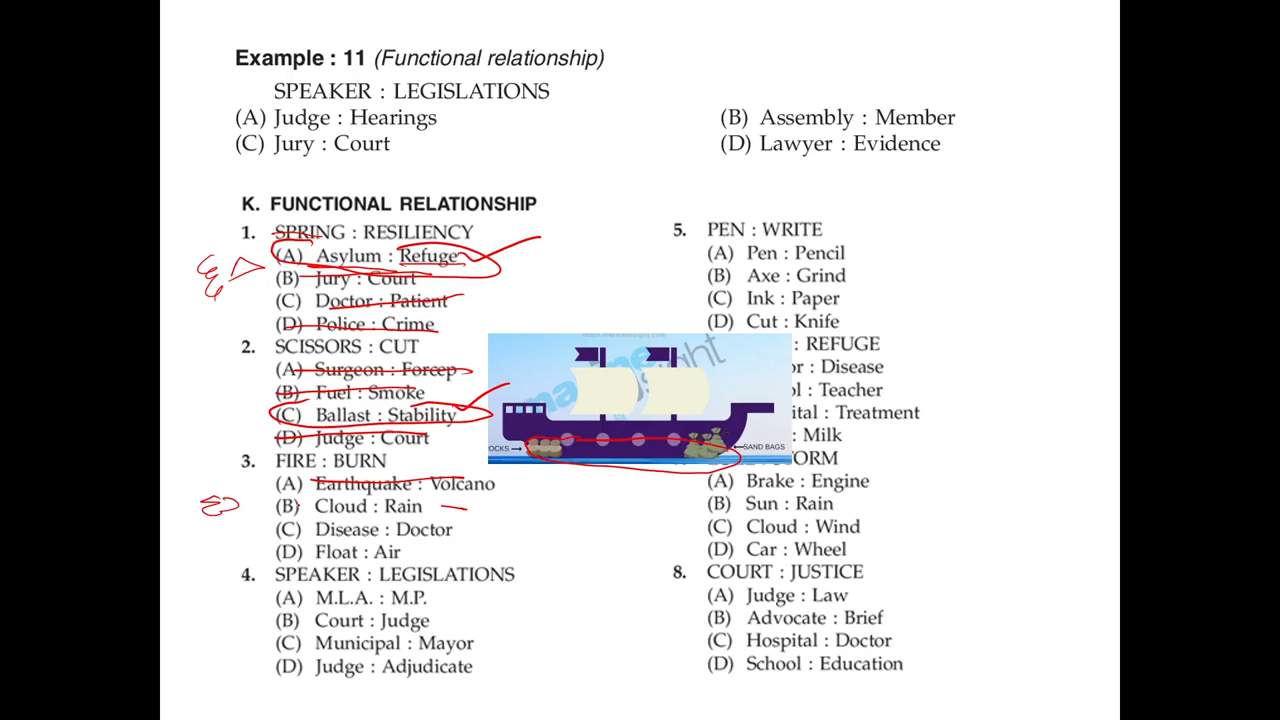 Example : 11 (Functional relationship)
SPEAKER : LEGISLATIONS
(A) Judge : Hearings
(B) Assembly : Member
(C) Jury : Court
(D) Lawyer : Evidence
K. FUNCTIONAL RELATIONSHIP
1. SPRING : RESILIENCY
(A) Asylum : Refuge
(B) Jury : Court
(C) Doctor : Patient
(D) Police : Crime
2. SCISSORS : CUT
(A) Surgeon : Forcep
(B) Fuel : Smoke
(C) Ballast : Stability
(D) Judge : Court
3. FIRE : BURN
(A) Earthquake : Volcano
(B) Cloud : Rain
(C) Disease : Doctor
(D) Float : Air
4. SPEAKER : LEGISLATIONS
(A) M.L.A. : M.P.
(B) Court : Judge
(C) Municipal : Mayor
(D) Judge : Adjudicate
5. PEN : WRITE
(A) Pen : Pencil
(B) Axe : Grind
(C) Ink : Paper
(D) Cut : Knife
: REFUGE
: Disease
: Teacher
: Treatment
: Milk
(A) Brake : Engine
(B) Sun : Rain
(C) Cloud : Wind
(D) Car : Wheel
8. COURT : JUSTICE
(A) Judge : Law
(B) Advocate : Brief
(C) Hospital : Doctor
(D) School : Education
SAND BAGS